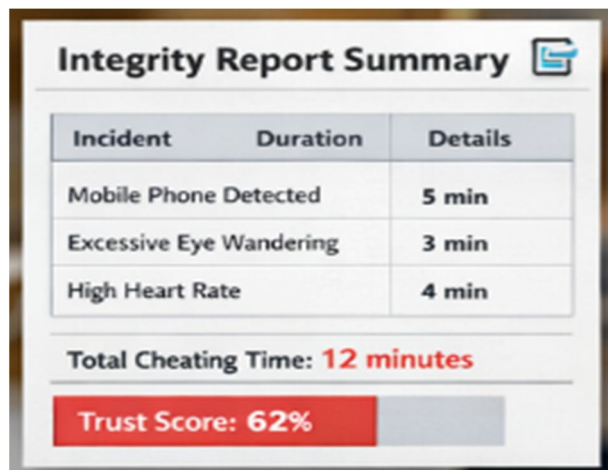 Integrity Report Summary
Incident Duration Details
Mobile Phone Detected 5 min
Excessive Eye Wandering 3 min
High Heart Rate 4 min
Total Cheating Time: 12 minutes
Trust Score: 62%